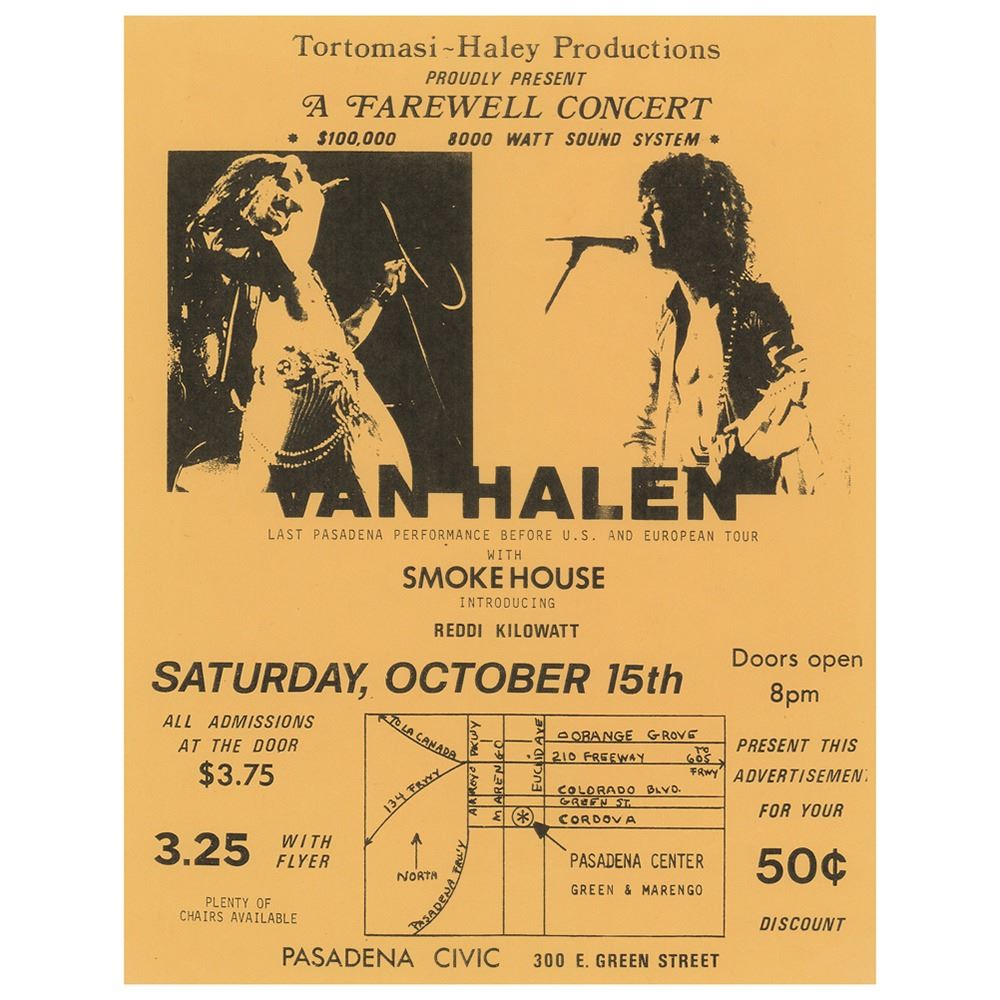 Tortomasi~Haley Productions
PROUDLY PRESENT
A FAREWELL CONCERT
* $100,000 8000 WATT SOUND SYSTEM *
VAN HALEN
LAST PASADENA PERFORMANCE BEFORE U.S. AND EUROPEAN TOUR
WITH
SMOKEHOUSE
INTRODUCING
REDDI KILOWATT
SATURDAY, OCTOBER 15th
Doors open
8pm
ALL ADMISSIONS
AT THE DOOR
$3.75
3.25 WITH
FLYER
PLENTY OF
CHAIRS AVAILABLE
TO LA CANADA
134 FRWY
NORTH
PASADENA FRWY
ARROYO PKWY
MARENGO
EUCLID AVE
ORANGE GROVE
210 FREEWAY
TO
605
FRWY
COLORADO BLVD.
GREEN ST.
CORDOVA
PASADENA CENTER
GREEN & MARENGO
PRESENT THIS
ADVERTISEMENT
FOR YOUR
50¢
DISCOUNT
PASADENA CIVIC 300 E. GREEN STREET